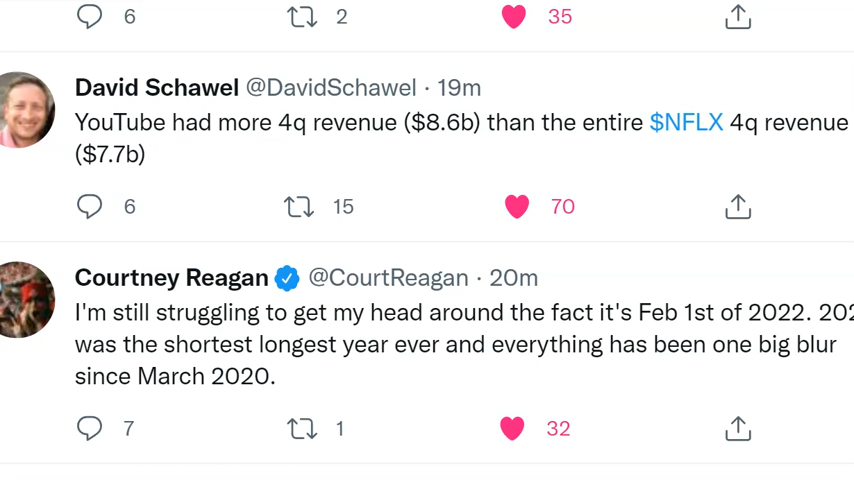 6 2 35
David Schawel @DavidSchawel · 19m
YouTube had more 4q revenue ($8.6b) than the entire $NFLX 4q revenue
($7.7b)
6 15 70
Courtney Reagan @CourtReagan · 20m
I'm still struggling to get my head around the fact it's Feb 1st of 2022.
was the shortest longest year ever and everything has been one big blur
since March 2020.
7 1 32